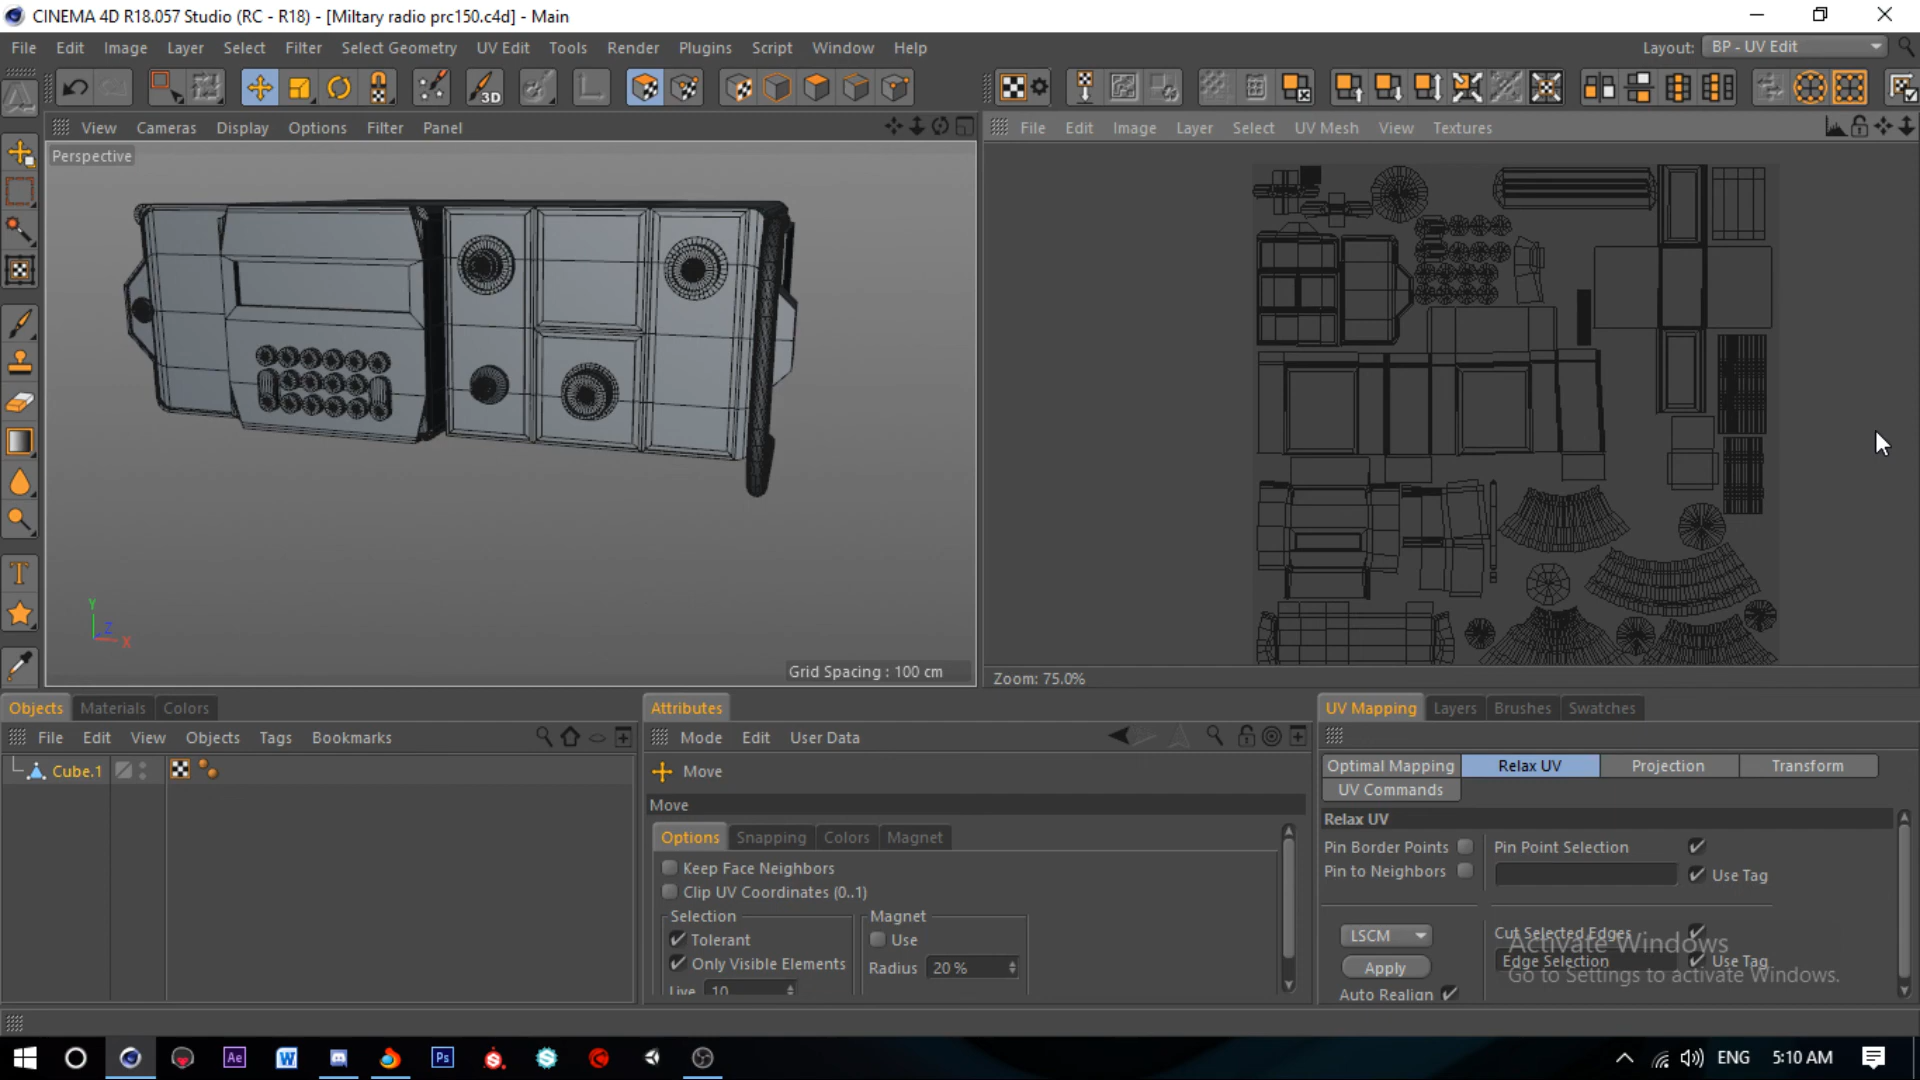 CINEMA 4D R18.057 Studio (RC - R18) - [Miltary radio prc150.c4d] - Main
File Edit Image Layer Select Filter Select Geometry UV Edit Tools Render Plugins Script Window Help Layout: BP - UV Edit
3D
View Cameras Display Options Filter Panel
File Edit Image Layer Select UV Mesh View Textures
Perspective
Y
Z
X
Grid Spacing : 100 cm
Zoom: 75.0%
Objects Materials Colors
File Edit View Objects Tags Bookmarks
Cube.1
Attributes
Mode Edit User Data
Move
Move
Options Snapping Colors Magnet
Keep Face Neighbors
Clip UV Coordinates (0..1)
Selection Magnet
Tolerant Use
Only Visible Elements Radius 20 %
Live 10
UV Mapping Layers Brushes Swatches
Optimal Mapping Relax UV Projection Transform
UV Commands
Relax UV
Pin Border Points Pin Point Selection
Pin to Neighbors Use Tag
LSCM Cut Selected Edges
Edge Selection Use Tag
Apply
Auto Realign
Activate Windows
Go to Settings to activate Windows.
Ae W Ps
ENG 5:10 AM